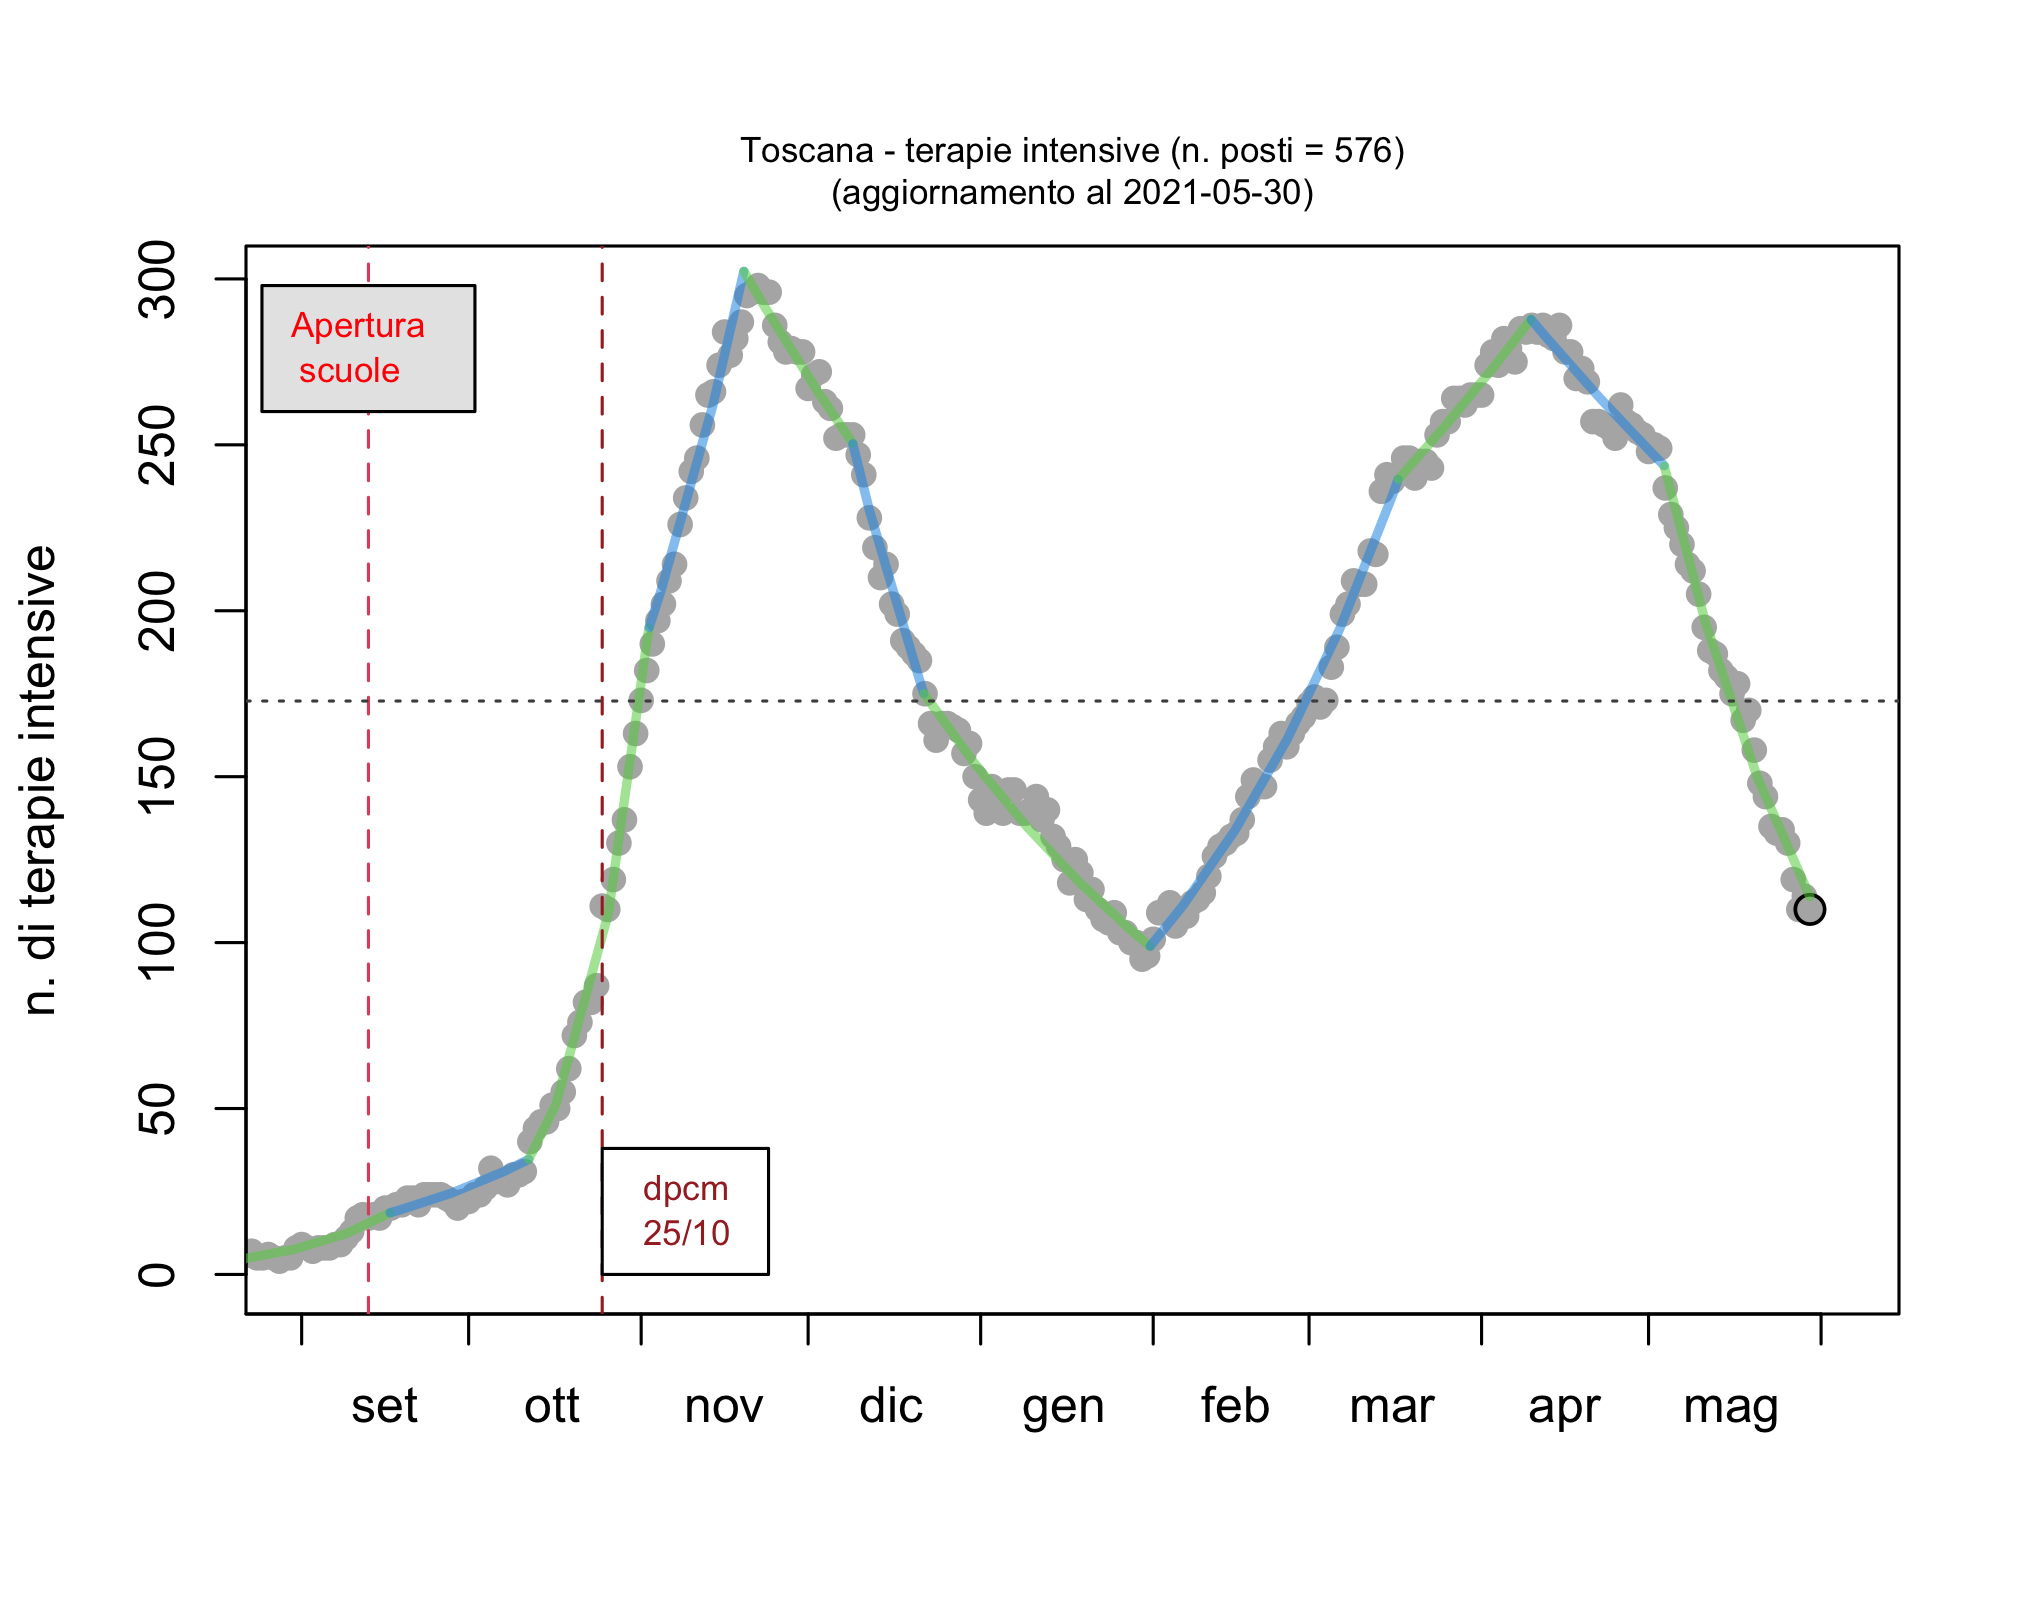 Toscana - terapie intensive (n. posti = 576)
(aggiornamento al 2021-05-30)
n. di terapie intensive
300
250
200
150
100
50
0
Apertura
scuole
dpcm
25/10
set ott nov dic gen feb mar apr mag